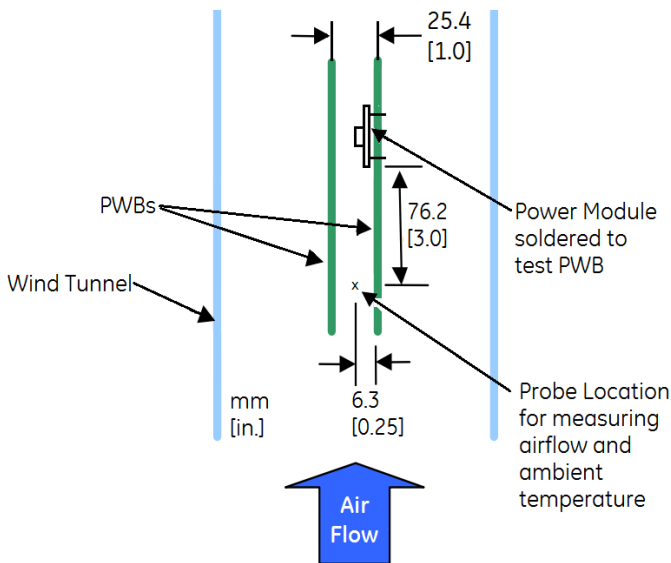 25.4
[1.0]
PWBs
76.2
[3.0]
Power Module
soldered to
test PWB
Wind Tunnel
x
mm
[in.]
6.3
[0.25]
Probe Location
for measuring
airflow and
ambient
temperature
Air
Flow